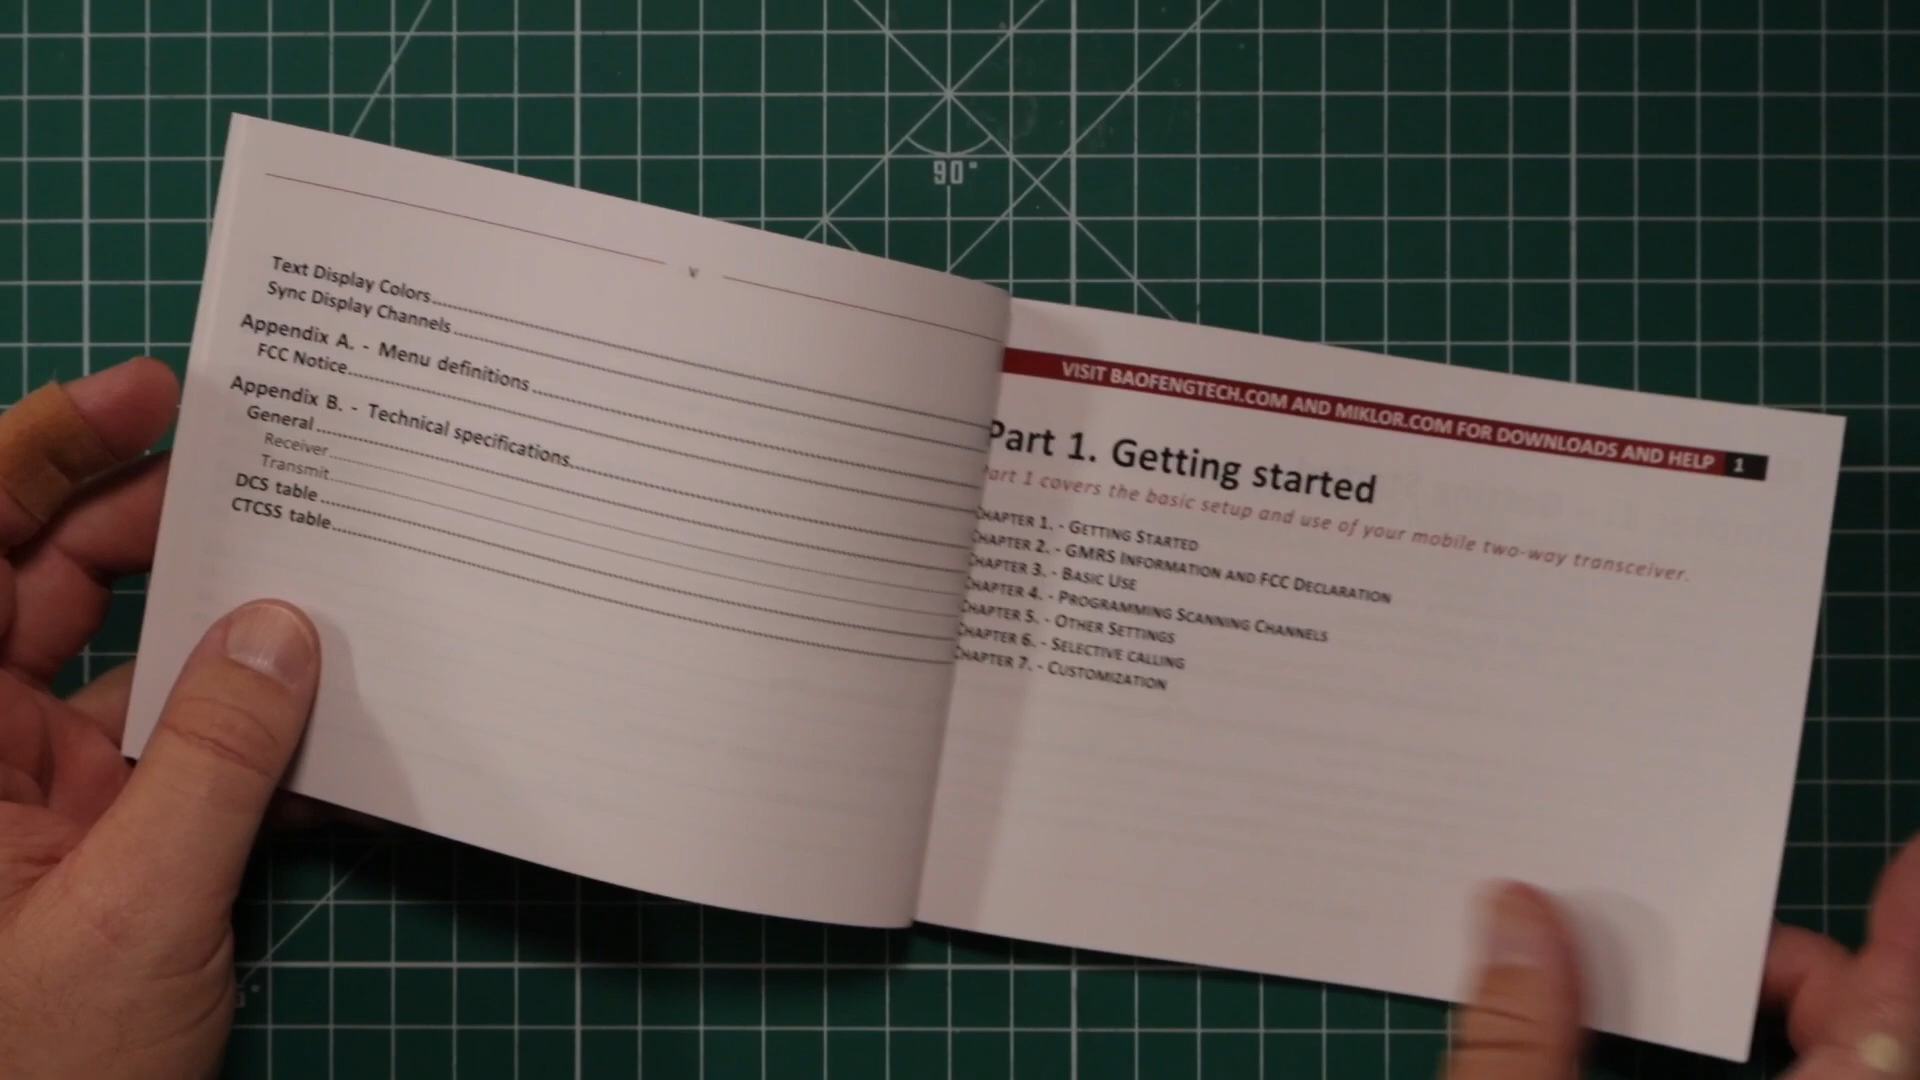 90°
v
Text Display Colors
Sync Display Channels
Appendix A. - Menu definitions
FCC Notice
Appendix B. - Technical specifications
General
Receiver
Transmit
DCS table
CTCSS table
VISIT BAOFENGTECH.COM AND MIKLOR.COM FOR DOWNLOADS AND HELP 1
Part 1. Getting started
Part 1 covers the basic setup and use of your mobile two-way transceiver.
CHAPTER 1. - GETTING STARTED
CHAPTER 2. - GMRS INFORMATION AND FCC DECLARATION
CHAPTER 3. - BASIC USE
CHAPTER 4. - PROGRAMMING SCANNING CHANNELS
CHAPTER 5. - OTHER SETTINGS
CHAPTER 6. - SELECTIVE CALLING
CHAPTER 7. - CUSTOMIZATION